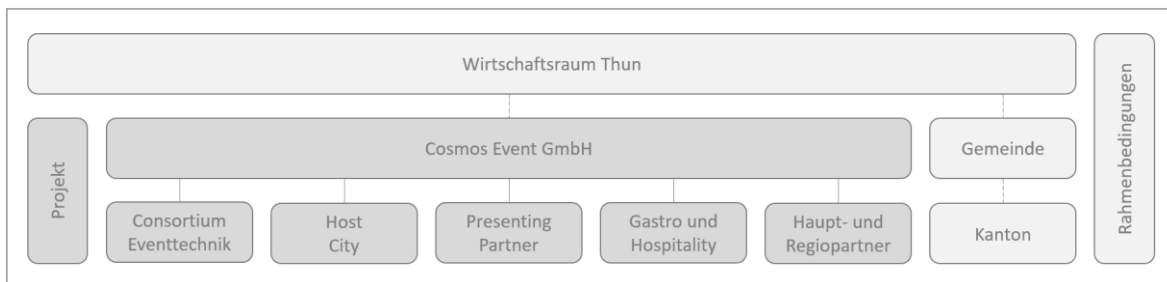 Wirtschaftsraum Thun
Rahmenbedingungen
Projekt
Cosmos Event GmbH
Gemeinde
Consortium
Eventtechnik
Host
City
Presenting
Partner
Gastro und
Hospitality
Haupt- und
Regiopartner
Kanton